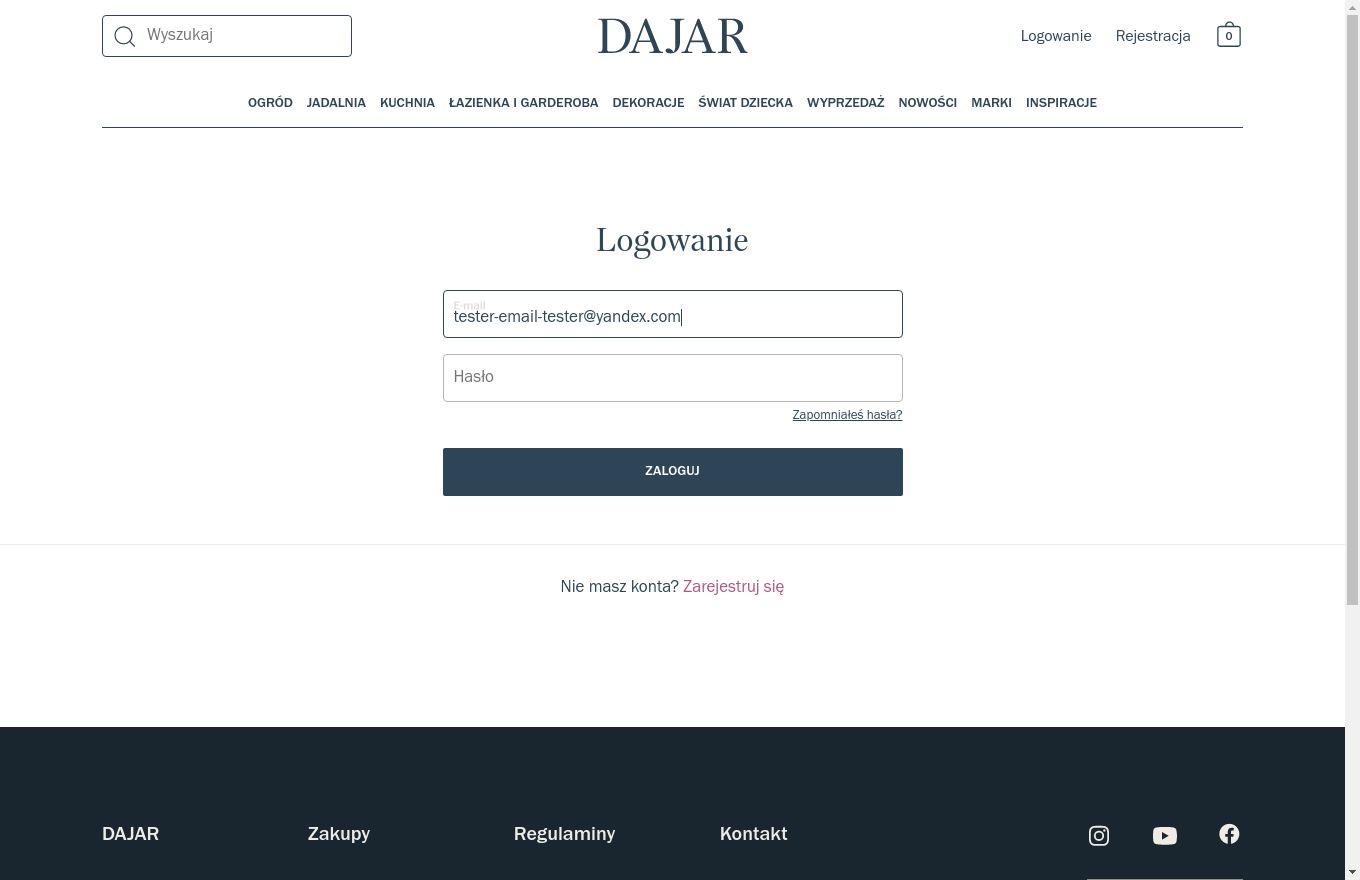 Wyszukaj
DAJAR
Logowanie
Rejestracja
0
OGRÓD JADALNIA KUCHNIA ŁAZIENKA I GARDEROBA DEKORACJE ŚWIAT DZIECKA WYPRZEDAŻ NOWOŚCI MARKI INSPIRACJE
Logowanie
E-mail
tester-email-tester@yandex.com
Hasło
Zapomniałeś hasła?
ZALOGUJ
Nie masz konta? Zarejestruj się
DAJAR
Zakupy
Regulaminy
Kontakt